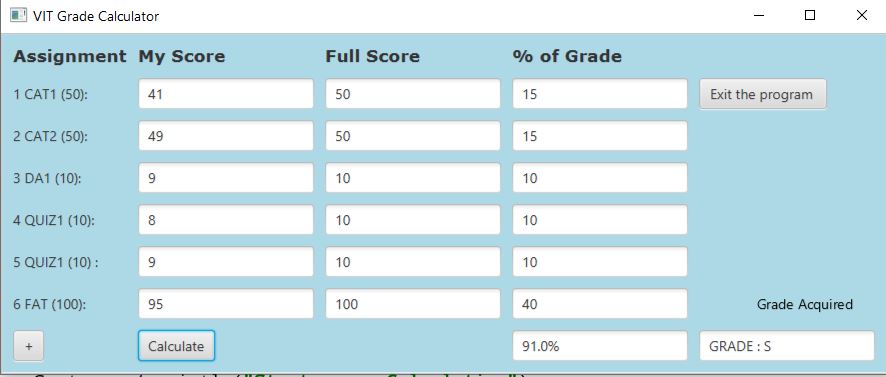 VIT Grade Calculator
Assignment My Score Full Score % of Grade
1 CAT1 (50): 41 50 15 Exit the program
2 CAT2 (50): 49 50 15
3 DA1 (10): 9 10 10
4 QUIZ1 (10): 8 10 10
5 QUIZ1 (10) : 9 10 10
6 FAT (100): 95 100 40 Grade Acquired
+ Calculate 91.0% GRADE : S